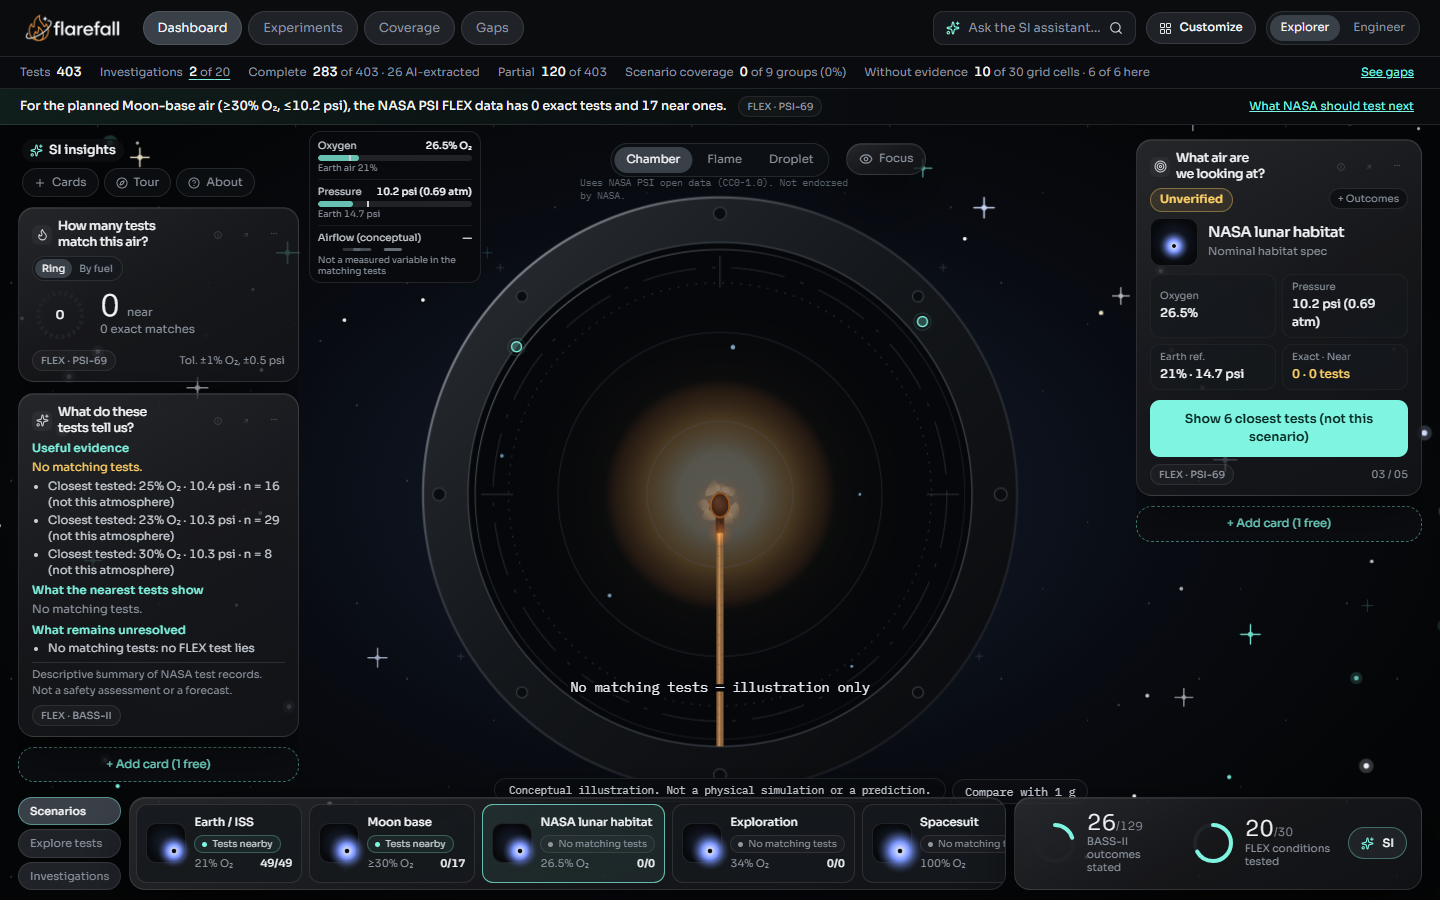 flarefall
Dashboard
Experiments
Coverage
Gaps
Ask the SI assistant...
Customize
Explorer
Engineer
Tests 403 Investigations 2 of 20 Complete 283 of 403 · 26 AI-extracted Partial 120 of 403 Scenario coverage 0 of 9 groups (0%) Without evidence 10 of 30 grid cells · 6 of 6 here
See gaps
For the planned Moon-base air (≥30% O₂, ≤10.2 psi), the NASA PSI FLEX data has 0 exact tests and 17 near ones.
FLEX · PSI-69
What NASA should test next
SI insights
+ Cards
Tour
About
How many tests
match this air?
Ring
By fuel
0
0 near
0 exact matches
FLEX · PSI-69
Tol. ±1% O₂, ±0.5 psi
What do these
tests tell us?
Useful evidence
No matching tests.
• Closest tested: 25% O₂ · 10.4 psi · n = 16
(not this atmosphere)
• Closest tested: 23% O₂ · 10.3 psi · n = 29
(not this atmosphere)
• Closest tested: 30% O₂ · 10.3 psi · n = 8
(not this atmosphere)
What the nearest tests show
No matching tests.
What remains unresolved
• No matching tests: no FLEX test lies
Descriptive summary of NASA test records.
Not a safety assessment or a forecast.
FLEX · BASS-II
+ Add card (1 free)
Oxygen 26.5% O₂
Earth air 21%
Pressure 10.2 psi (0.69 atm)
Earth 14.7 psi
Airflow (conceptual) —
Not a measured variable in the
matching tests
Chamber
Flame
Droplet
Focus
Uses NASA PSI open data (CC0-1.0). Not endorsed
by NASA.
No matching tests — illustration only
Conceptual illustration. Not a physical simulation or a prediction.
Compare with 1 g
What air are
we looking at?
Unverified
+ Outcomes
NASA lunar habitat
Nominal habitat spec
Oxygen
26.5%
Pressure
10.2 psi (0.69
atm)
Earth ref.
21% · 14.7 psi
Exact · Near
0 · 0 tests
Show 6 closest tests (not this
scenario)
FLEX · PSI-69
03 / 05
+ Add card (1 free)
Scenarios
Explore tests
Investigations
Earth / ISS
Tests nearby
21% O₂ 49/49
Moon base
Tests nearby
≥30% O₂ 0/17
NASA lunar habitat
No matching tests
26.5% O₂ 0/0
Exploration
No matching tests
34% O₂ 0/0
Spacesuit
No matching t
100% O₂
26/129
BASS-II
outcomes
stated
20/30
FLEX conditions
tested
SI